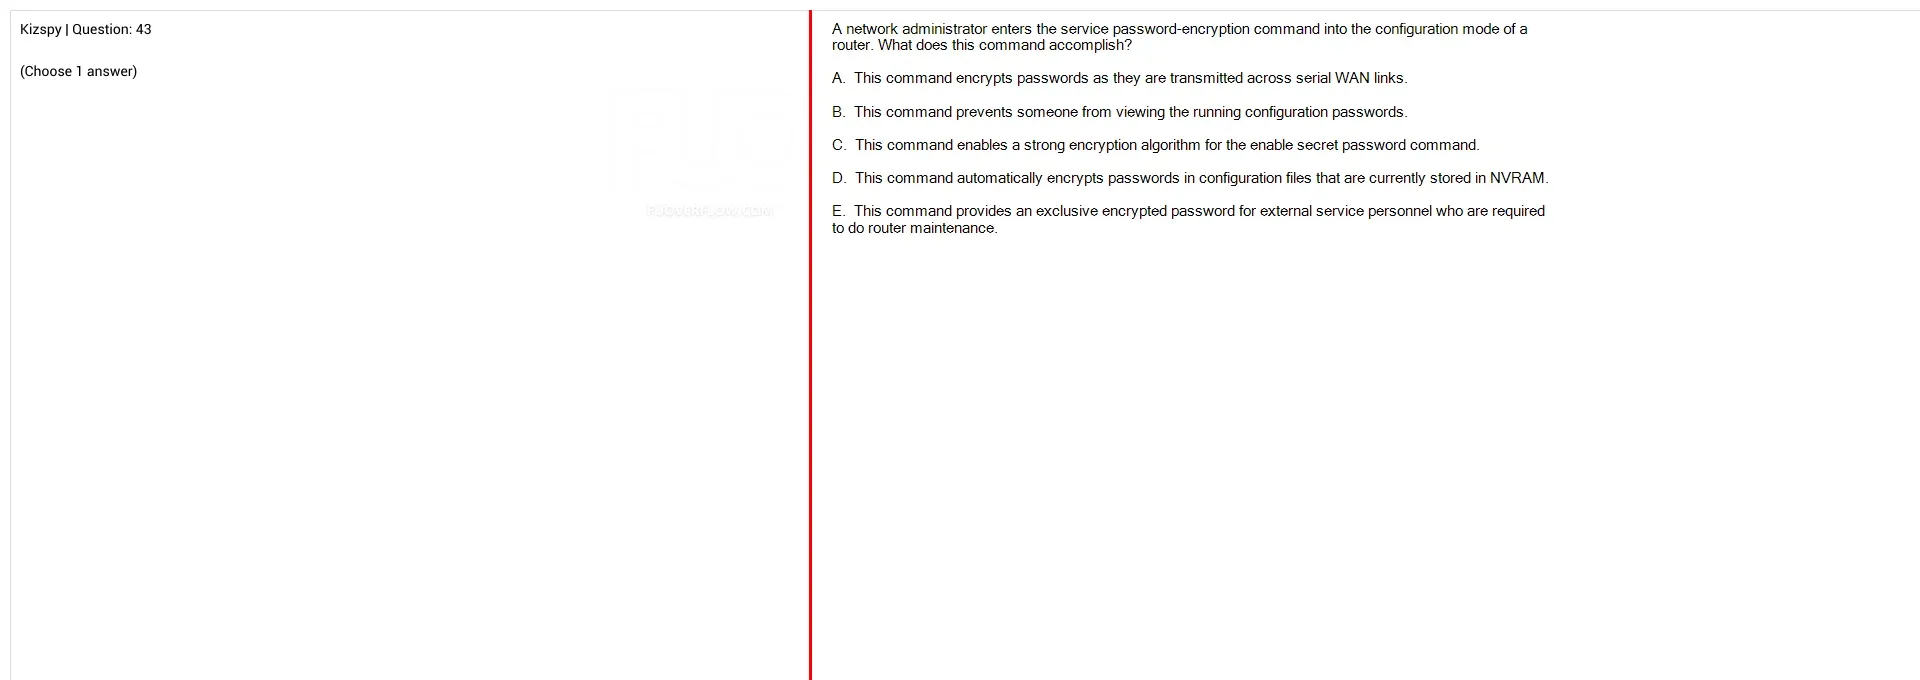 Kizspy | Question: 43
(Choose 1 answer)
A network administrator enters the service password-encryption command into the configuration mode of a
router. What does this command accomplish?
A. This command encrypts passwords as they are transmitted across serial WAN links.
B. This command prevents someone from viewing the running configuration passwords.
C. This command enables a strong encryption algorithm for the enable secret password command.
D. This command automatically encrypts passwords in configuration files that are currently stored in NVRAM.
E. This command provides an exclusive encrypted password for external service personnel who are required
to do router maintenance.